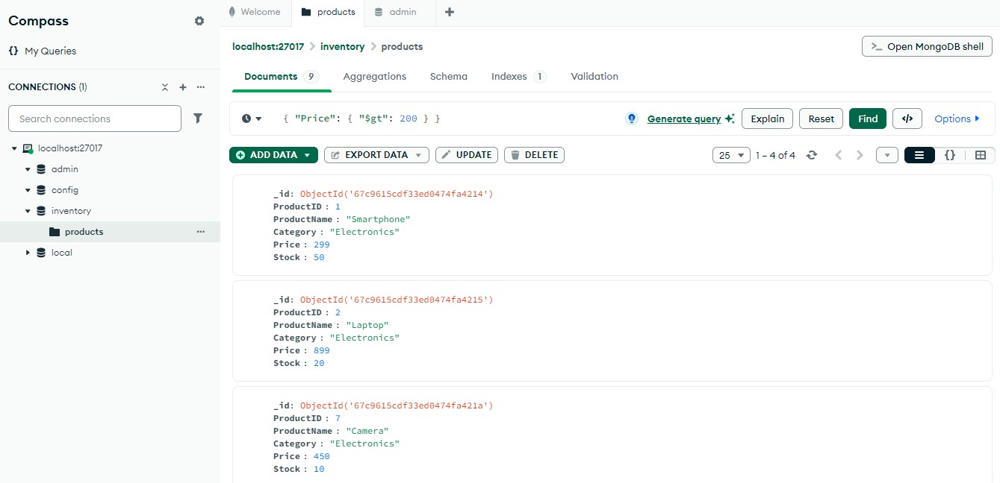 Compass
My Queries
CONNECTIONS (1)
Search connections
localhost:27017
admin
config
inventory
products
local
Welcome
products
admin
localhost:27017 > inventory > products
>_ Open MongoDB shell
Documents 9 Aggregations Schema Indexes 1 Validation
{ "Price": { "$gt": 200 } }
Generate query Explain Reset Find </> Options
ADD DATA EXPORT DATA UPDATE DELETE 25 1 – 4 of 4 {}
_id: ObjectId('67c9615cdf33ed0474fa4214')
ProductID : 1
ProductName : "Smartphone"
Category : "Electronics"
Price : 299
Stock : 50
_id: ObjectId('67c9615cdf33ed0474fa4215')
ProductID : 2
ProductName : "Laptop"
Category : "Electronics"
Price : 899
Stock : 20
_id: ObjectId('67c9615cdf33ed0474fa421a')
ProductID : 7
ProductName : "Camera"
Category : "Electronics"
Price : 450
Stock : 10